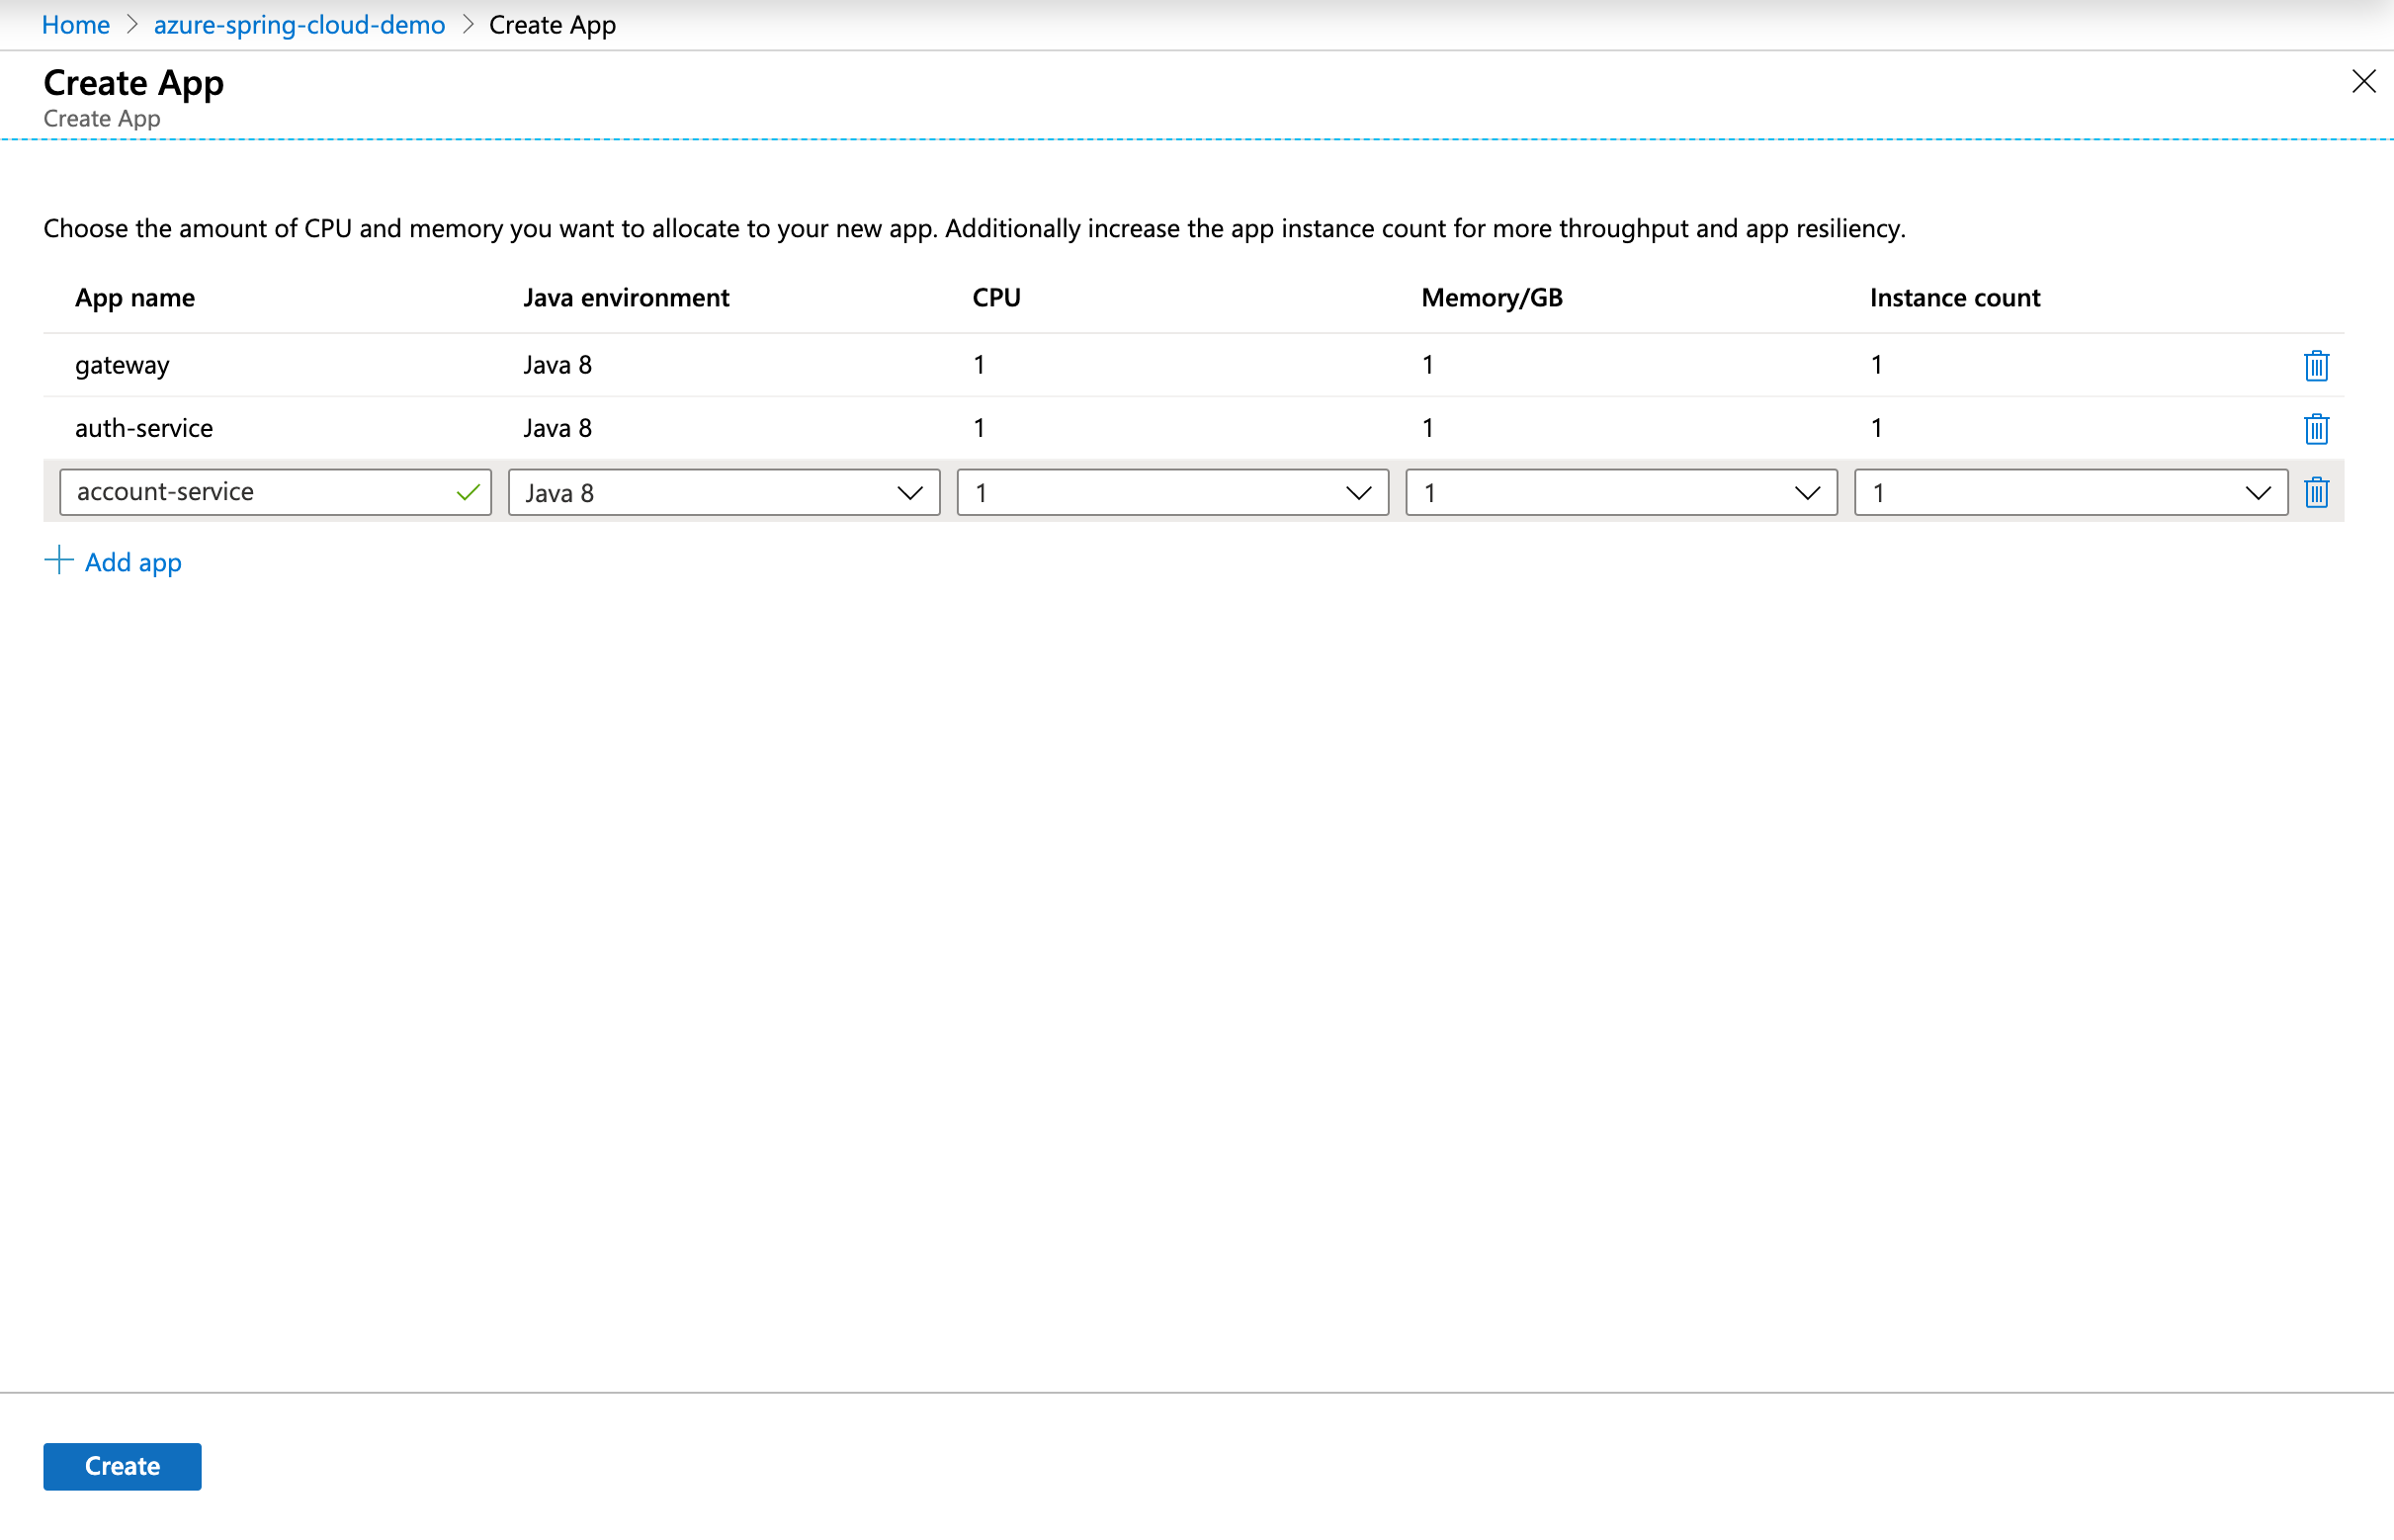 Home > azure-spring-cloud-demo > Create App
Create App
Create App
Choose the amount of CPU and memory you want to allocate to your new app. Additionally increase the app instance count for more throughput and app resiliency.
App name Java environment CPU Memory/GB Instance count
gateway Java 8 1 1 1
auth-service Java 8 1 1 1
account-service Java 8 1 1 1
Add app
Create